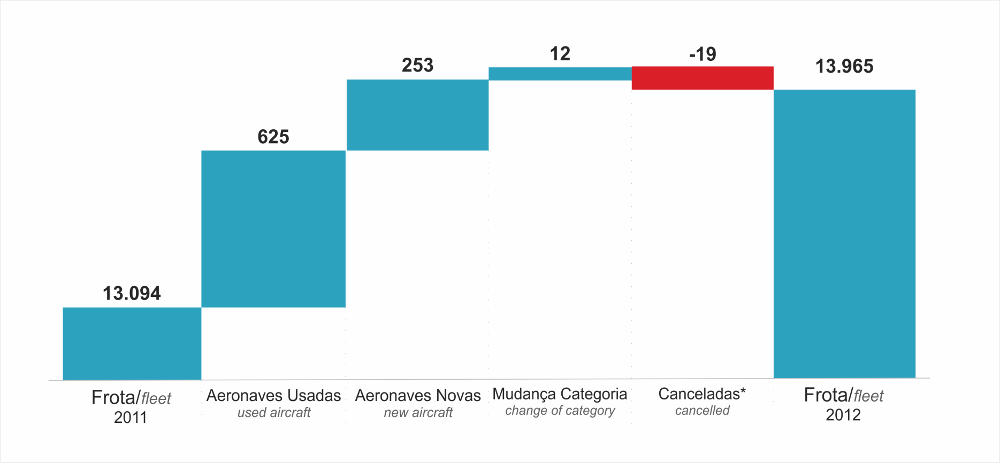 12
-19
253
13.965
625
13.094
Frota/fleet
2011
Aeronaves Usadas
used aircraft
Aeronaves Novas
new aircraft
Mudança Categoria
change of category
Canceladas*
cancelled
Frota/fleet
2012